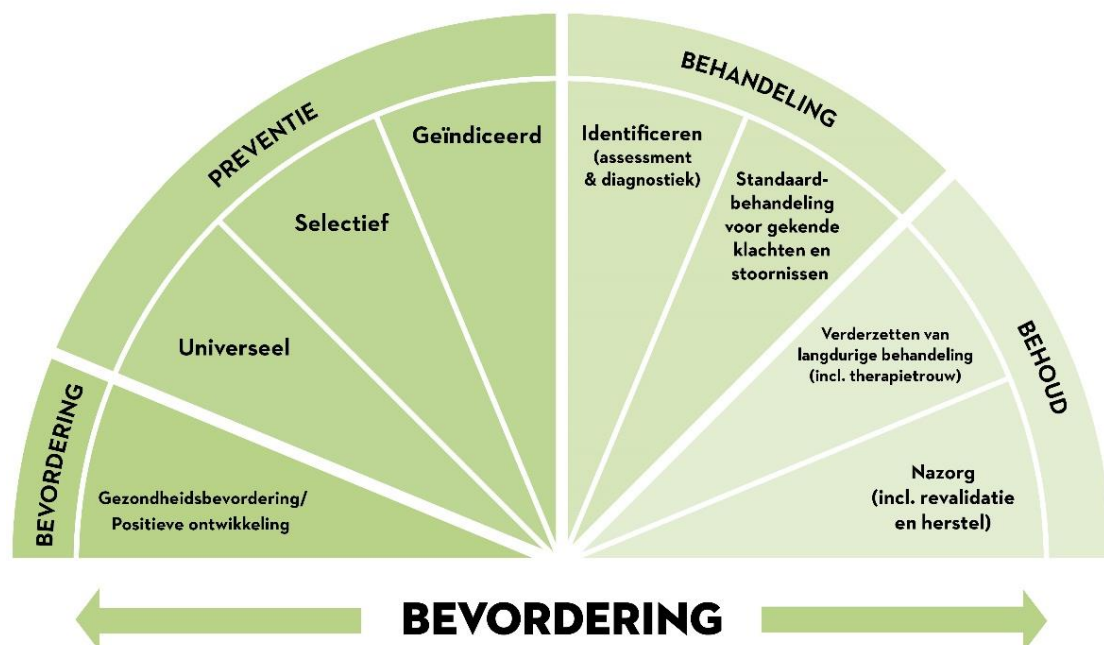 BEVORDERING
Gezondheidsbevordering/
Positieve ontwikkeling
PREVENTIE
Universeel
Selectief
Geïndiceerd
BEHANDELING
Identificeren
(assessment
& diagnostiek)
Standaard-
behandeling
voor gekende
klachten en
stoornissen
BEHOUD
Verderzetten van
langdurige behandeling
(incl. therapietrouw)
Nazorg
(incl. revalidatie
en herstel)
BEVORDERING